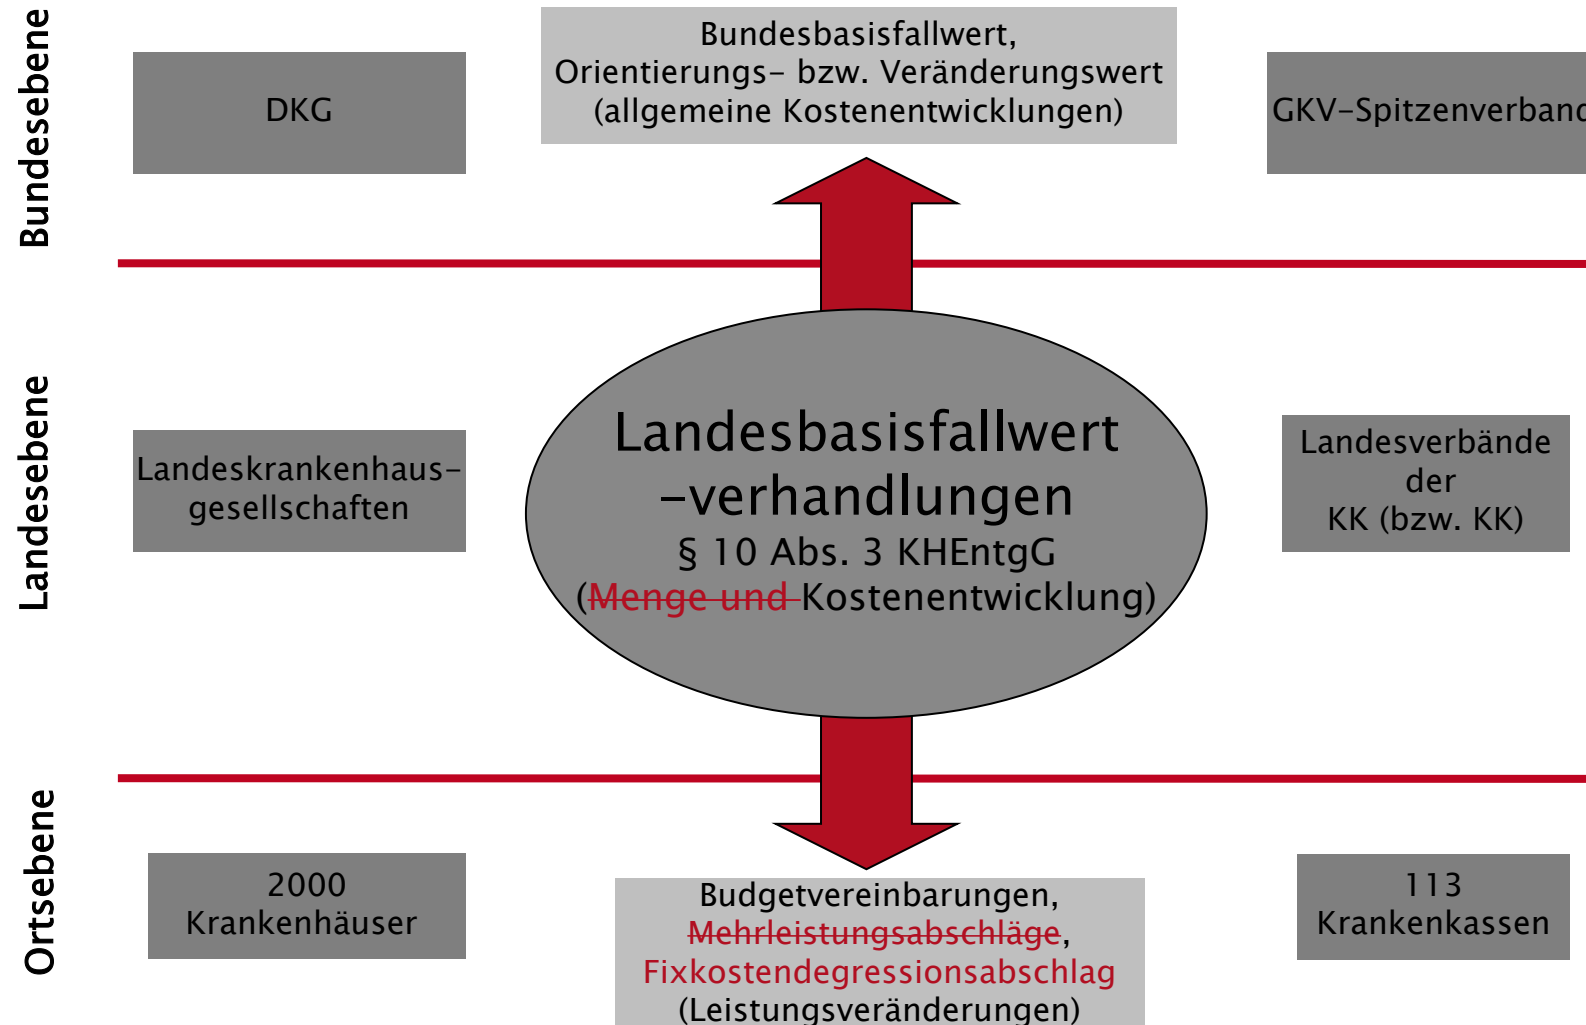 Bundesebene
DKG
Bundesbasisfallwert,
Orientierungs- bzw. Veränderungswert
(allgemeine Kostenentwicklungen)
GKV-Spitzenverband
Landesebene
Landeskrankenhaus-
gesellschaften
Landesbasisfallwert
-verhandlungen
§ 10 Abs. 3 KHEntgG
(Menge und Kostenentwicklung)
Landesverbände
der
KK (bzw. KK)
Ortsebene
2000
Krankenhäuser
Budgetvereinbarungen,
Mehrleistungsabschläge,
Fixkostendegressionsabschlag
(Leistungsveränderungen)
113
Krankenkassen